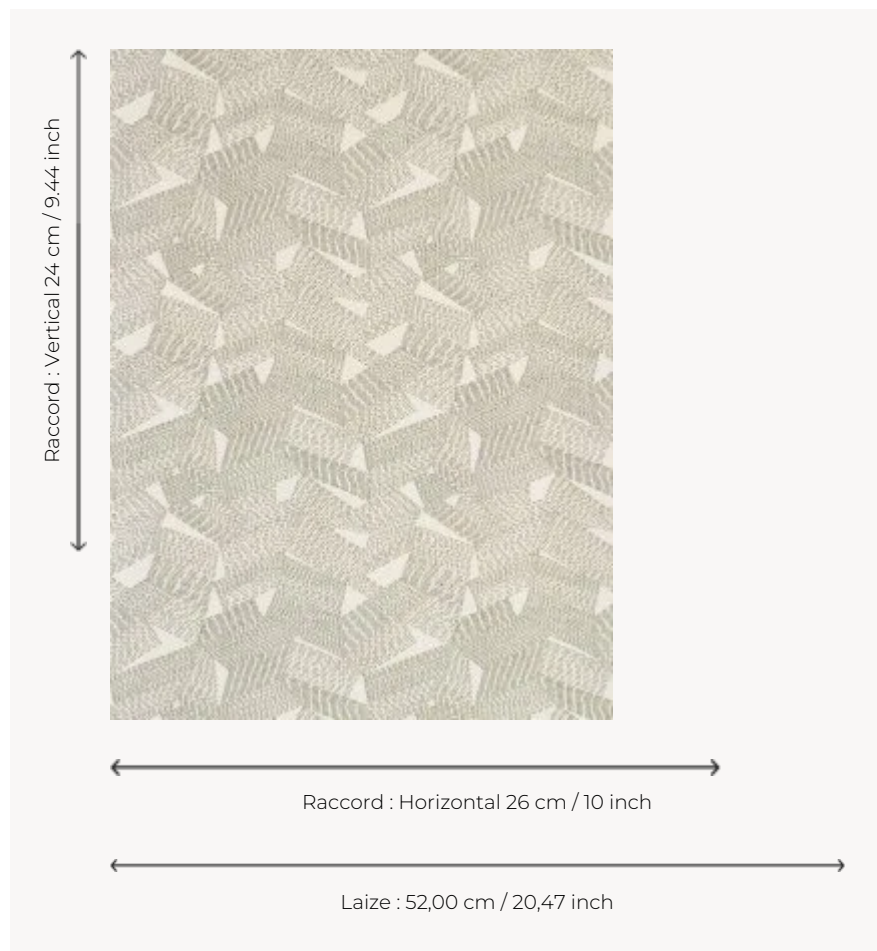 Raccord : Vertical 24 cm / 9.44 inch
Raccord : Horizontal 26 cm / 10 inch
Laize : 52,00 cm / 20,47 inch